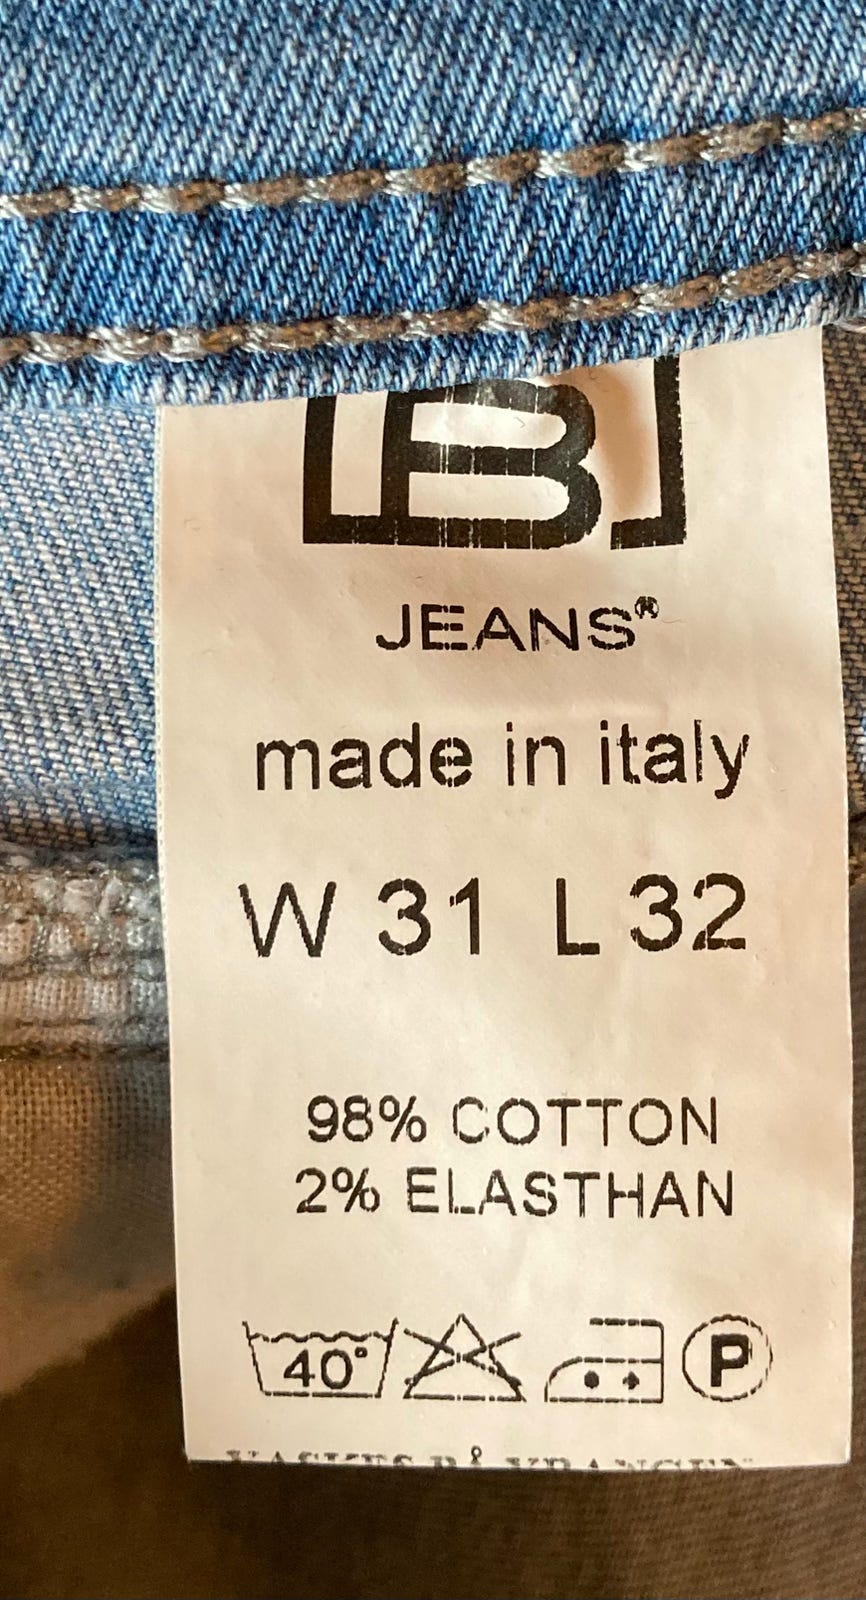 B
JEANS®
made in italy
W 31 L 32
98% COTTON
2% ELASTHAN
40°
P